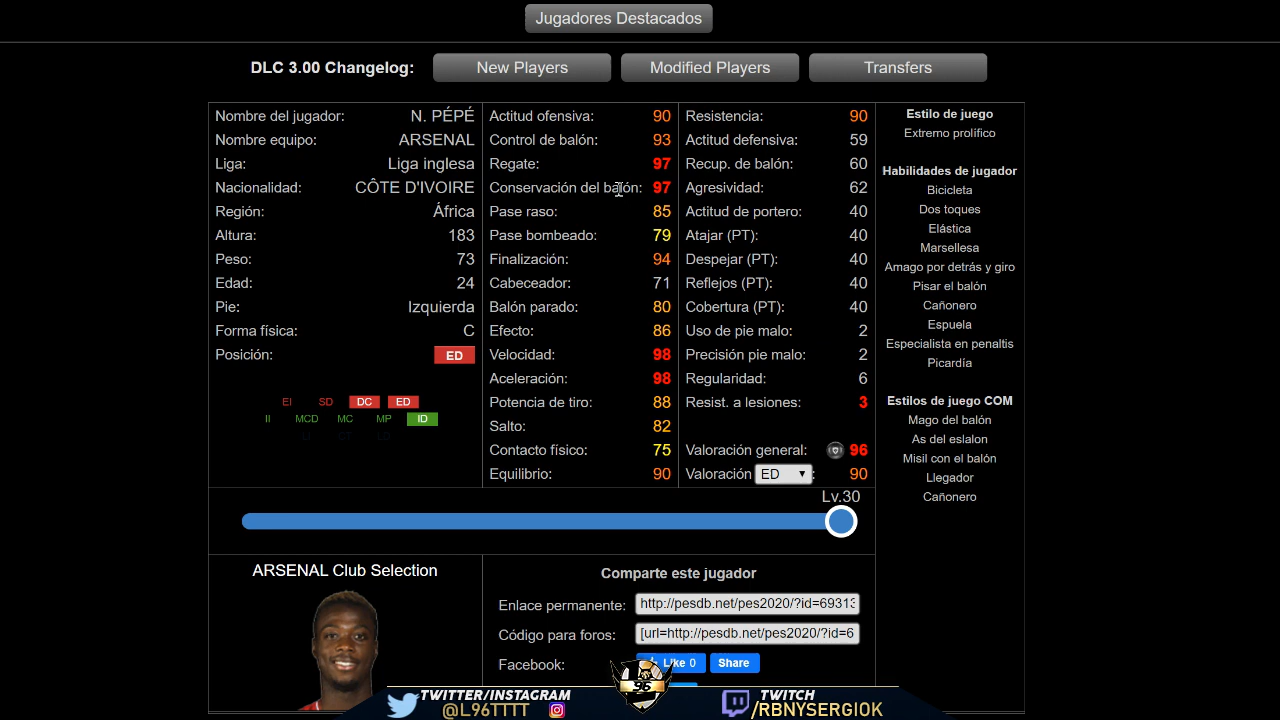 Jugadores Destacados
DLC 3.00 Changelog: New Players Modified Players Transfers
Nombre del jugador: N. PÉPÉ
Nombre equipo: ARSENAL
Liga: Liga inglesa
Nacionalidad: CÔTE D'IVOIRE
Región: África
Altura: 183
Peso: 73
Edad: 24
Pie: Izquierda
Forma física: C
Posición: ED
EI SD DC ED
II MCD MC MP ID
LI CT LD
Actitud ofensiva: 90
Control de balón: 93
Regate: 97
Conservación del balón: 97
Pase raso: 85
Pase bombeado: 79
Finalización: 94
Cabeceador: 71
Balón parado: 80
Efecto: 86
Velocidad: 98
Aceleración: 98
Potencia de tiro: 88
Salto: 82
Contacto físico: 75
Equilibrio: 90
Resistencia: 90
Actitud defensiva: 59
Recup. de balón: 60
Agresividad: 62
Actitud de portero: 40
Atajar (PT): 40
Despejar (PT): 40
Reflejos (PT): 40
Cobertura (PT): 40
Uso de pie malo: 2
Precisión pie malo: 2
Regularidad: 6
Resist. a lesiones: 3
Valoración general: 96
Valoración ED : 90
Estilo de juego
Extremo prolífico
Habilidades de jugador
Bicicleta
Dos toques
Elástica
Marsellesa
Amago por detrás y giro
Pisar el balón
Cañonero
Espuela
Especialista en penaltis
Picardía
Estilos de juego COM
Mago del balón
As del eslalon
Misil con el balón
Llegador
Cañonero
Lv.30
ARSENAL Club Selection
Comparte este jugador
Enlace permanente: http://pesdb.net/pes2020/?id=69313
Código para foros: [url=http://pesdb.net/pes2020/?id=6
Facebook: Like 0 Share
TWITTER/INSTAGRAM
@L96TTTT
TWITCH
/RBNYSERGIOK